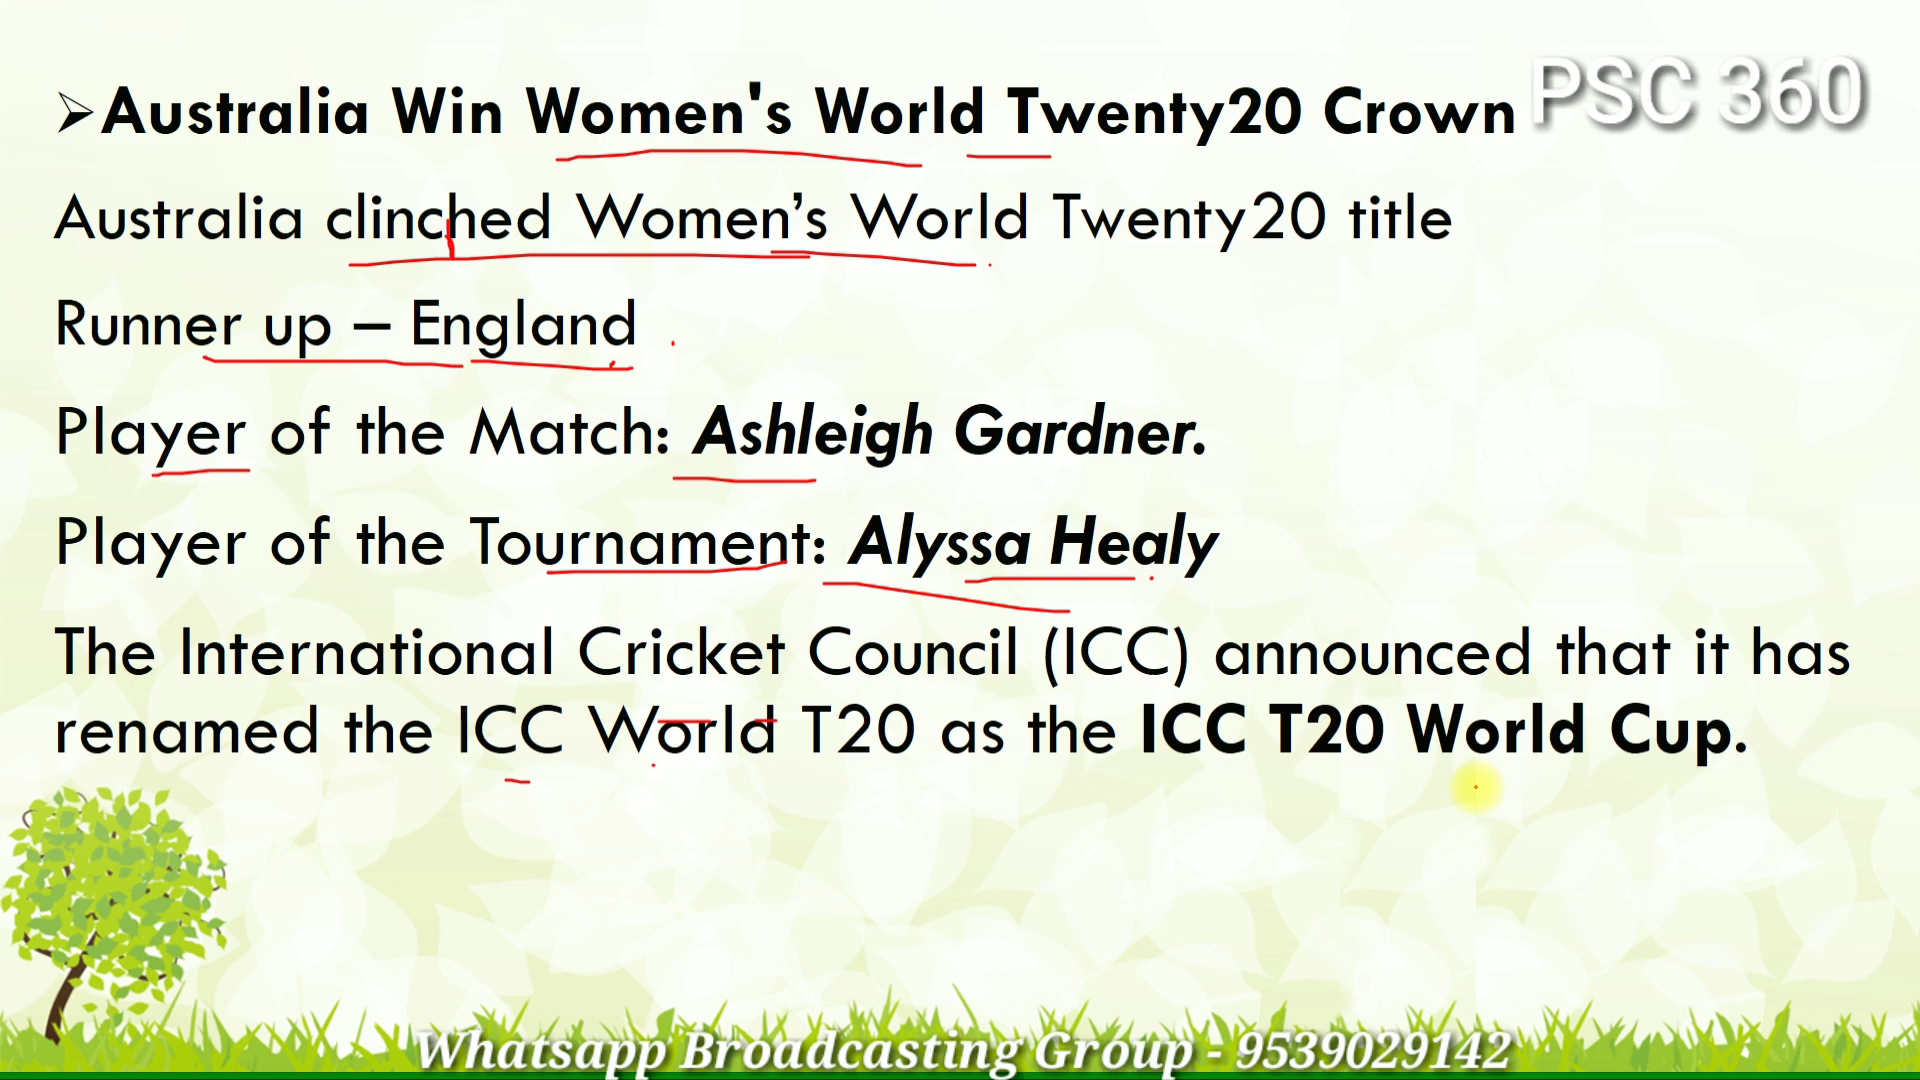 ➢Australia Win Women's World Twenty20 Crown
PSC 360
Australia clinched Women’s World Twenty20 title
Runner up – England
Player of the Match: Ashleigh Gardner.
Player of the Tournament: Alyssa Healy
The International Cricket Council (ICC) announced that it has
renamed the ICC World T20 as the ICC T20 World Cup.
Whatsapp Broadcasting Group - 9539029142